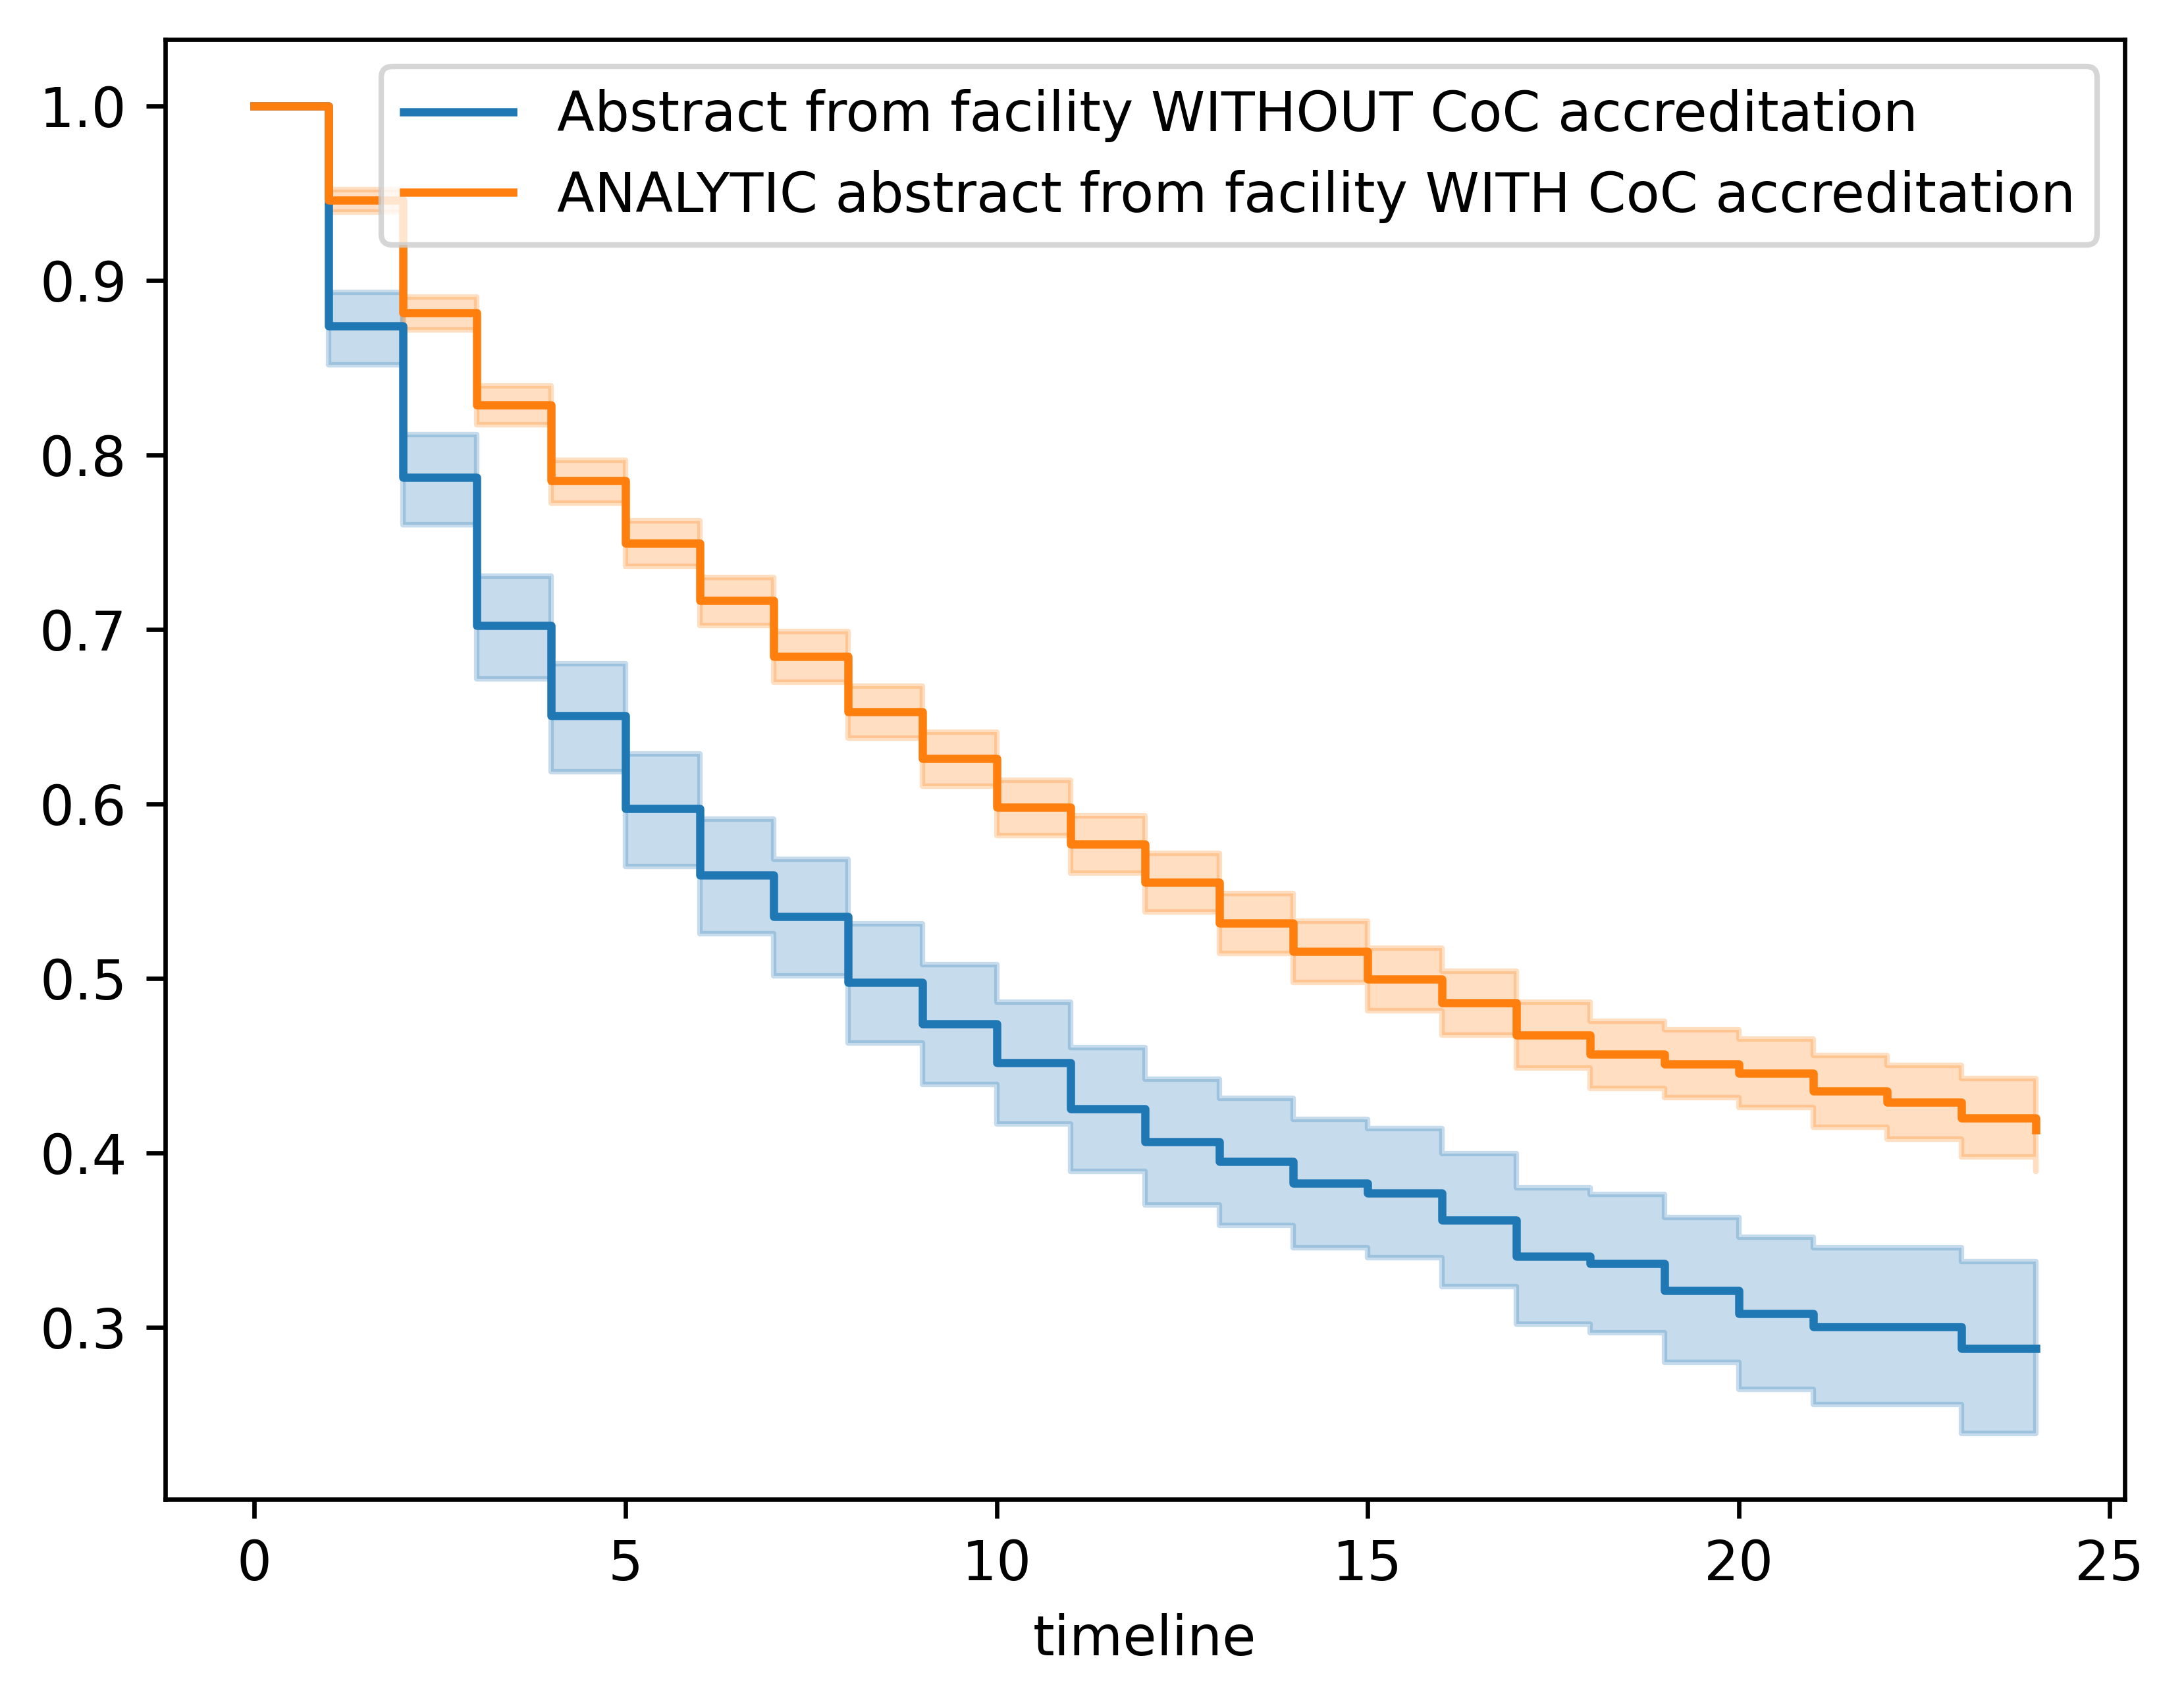 Abstract from facility WITHOUT CoC accreditation
ANALYTIC abstract from facility WITH CoC accreditation
1.0
0.9
0.8
0.7
0.6
0.5
0.4
0.3
0 5 10 15 20 25
timeline